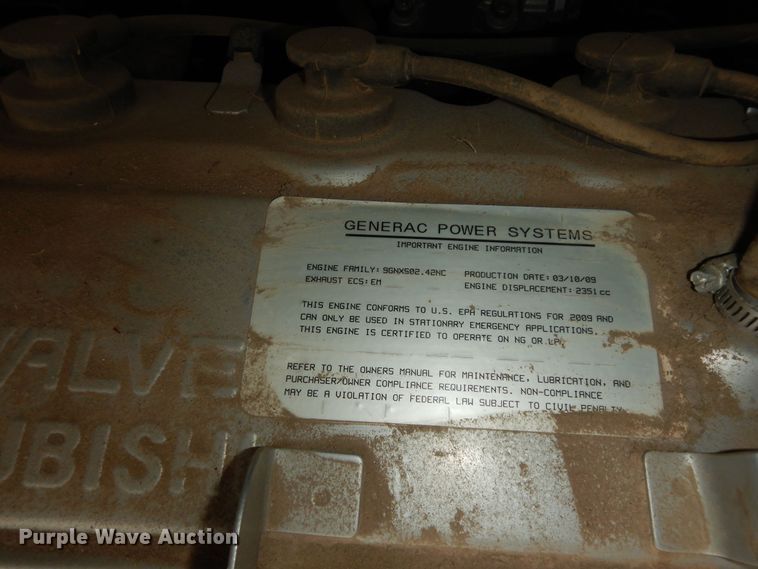 GENERAC POWER SYSTEMS
IMPORTANT ENGINE INFORMATION
ENGINE FAMILY: 9GNXS02.42NC PRODUCTION DATE: 03/10/09
EXHAUST ECS: EM ENGINE DISPLACEMENT: 2351 cc
THIS ENGINE CONFORMS TO U.S. EPA REGULATIONS FOR 2009 AND
CAN ONLY BE USED IN STATIONARY EMERGENCY APPLICATIONS.
THIS ENGINE IS CERTIFIED TO OPERATE ON NG OR LP.
REFER TO THE OWNERS MANUAL FOR MAINTENANCE, LUBRICATION, AND
PURCHASER/OWNER COMPLIANCE REQUIREMENTS. NON-COMPLIANCE
MAY BE A VIOLATION OF FEDERAL LAW SUBJECT TO CIVIL PENALTY
VALVE
UBISHI
Purple Wave Auction